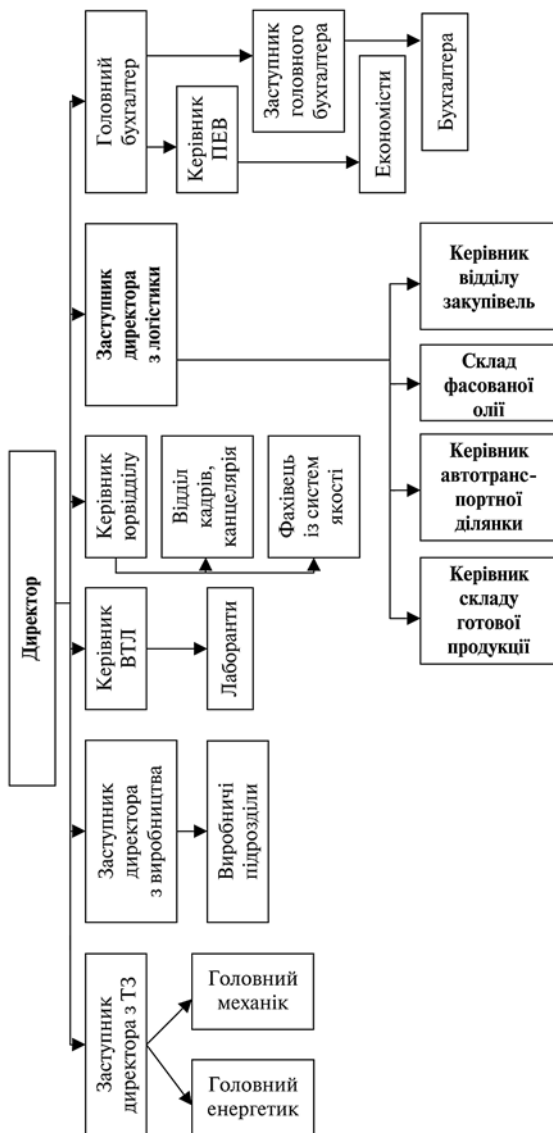 Директор
Заступник
директора з ТЗ
Головний
енергетик
Головний
механік
Заступник
директора
з виробництва
Виробничі
підрозділи
Керівник
ВТЛ
Лаборанти
Керівник
юрвідділу
Відділ
кадрів,
канцелярія
Фахівець
із систем
якості
Заступник
директора
з логістики
Керівник
складу
готової
продукції
Керівник
автотранс-
портної
ділянки
Склад
фасованої
олії
Керівник
відділу
закупівель
Головний
бухгалтер
Керівник
ПЕВ
Економісти
Заступник
головного
бухгалтера
Бухгалтера